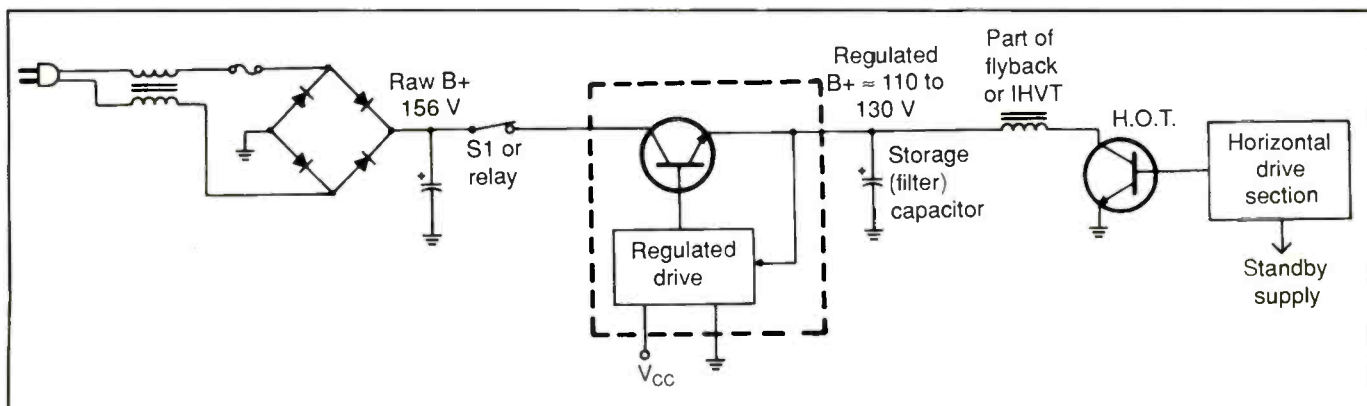 Raw B+
156 V
S1 or
relay
Regulated
drive
VCC
Regulated
B+ ≈ 110 to
130 V
Storage
(filter)
capacitor
Part of
flyback
or IHVT
H.O.T.
Horizontal
drive
section
Standby
supply